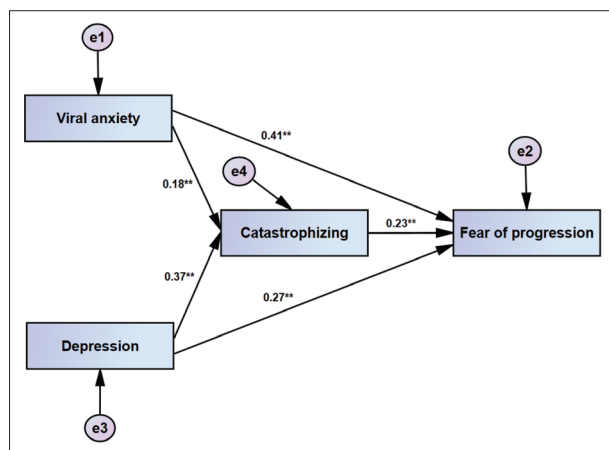 e1
Viral anxiety
0.41**
e2
0.18**
e4
Catastrophizing
0.23**
Fear of progression
0.37**
0.27**
Depression
e3